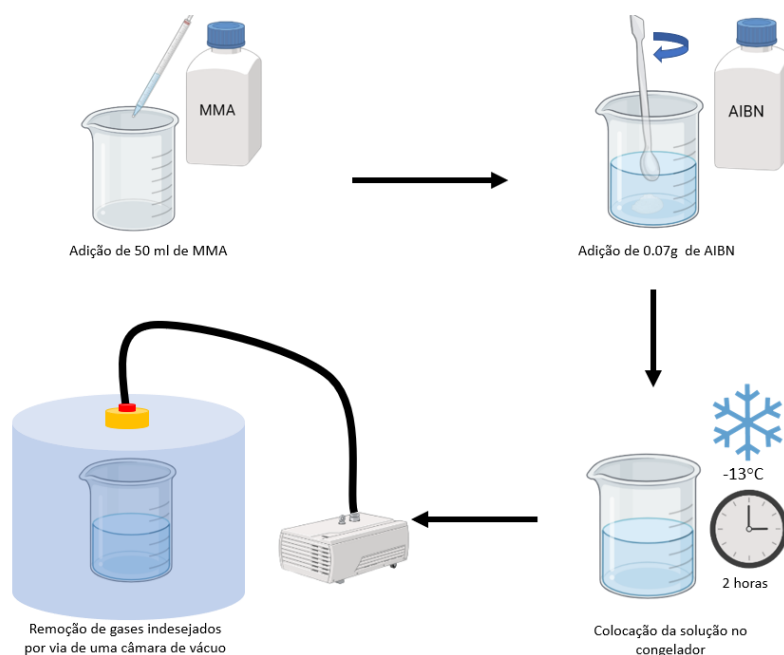 MMA
Adição de 50 ml de MMA
AIBN
Adição de 0.07g de AIBN
-13°C
2 horas
Colocação da solução no
congelador
Remoção de gases indesejados
por via de uma câmara de vácuo